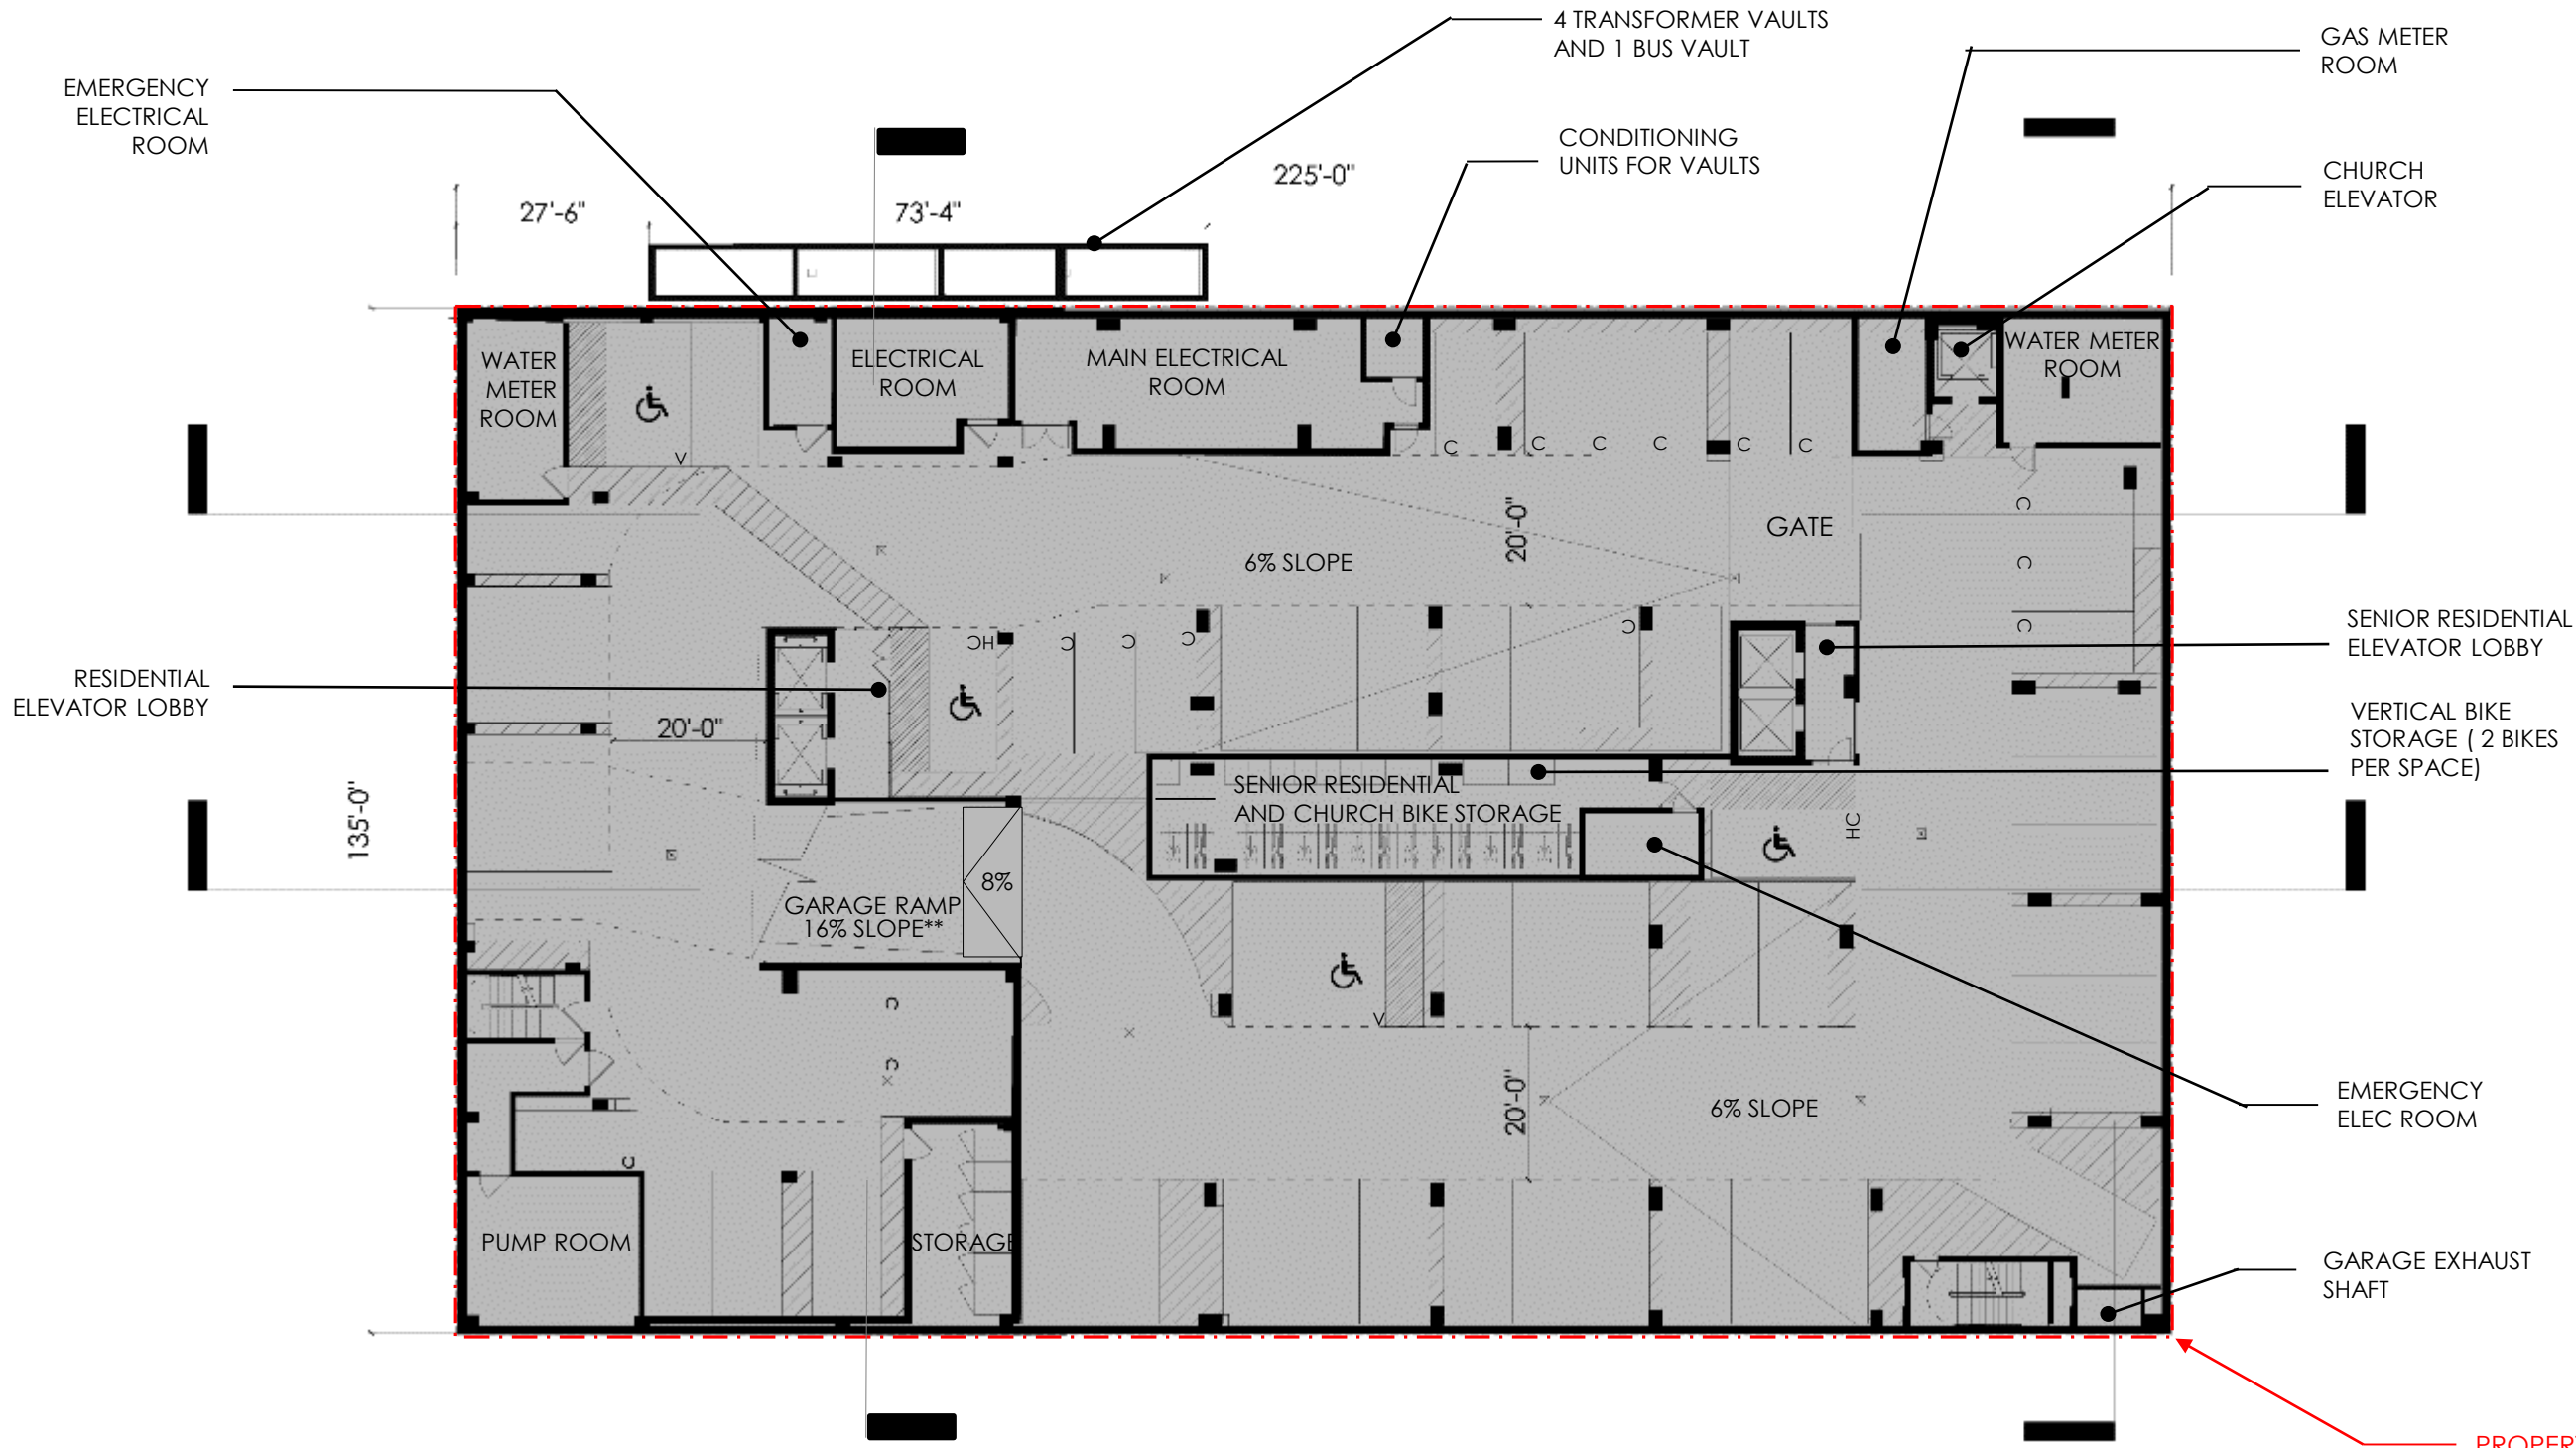 4 TRANSFORMER VAULTS
AND 1 BUS VAULT
GAS METER
ROOM
EMERGENCY
ELECTRICAL
ROOM
CONDITIONING
UNITS FOR VAULTS
CHURCH
ELEVATOR
225'-0"
27'-6"
73'-4"
WATER
METER
ROOM
ELECTRICAL
ROOM
MAIN ELECTRICAL
ROOM
WATER METER
ROOM
V
C
C
C
C
C
C
C
C
C
GATE
20'-0"
6% SLOPE
SENIOR RESIDENTIAL
ELEVATOR LOBBY
HC
C
C
C
C
RESIDENTIAL
ELEVATOR LOBBY
20'-0"
VERTICAL BIKE
STORAGE ( 2 BIKES
PER SPACE)
135'-0"
SENIOR RESIDENTIAL
AND CHURCH BIKE STORAGE
HC
8%
GARAGE RAMP
16% SLOPE**
C
C
V
EMERGENCY
ELEC ROOM
20'-0"
6% SLOPE
C
PUMP ROOM
STORAGE
GARAGE EXHAUST
SHAFT
PROPER